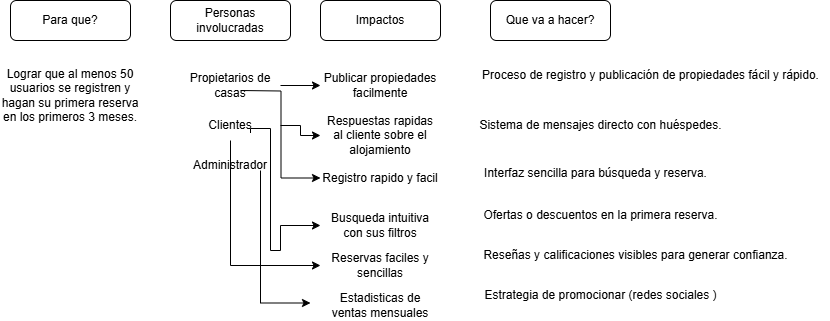 Para que?
Personas
involucradas
Impactos
Que va a hacer?
Lograr que al menos 50
usuarios se registren y
hagan su primera reserva
en los primeros 3 meses.
Propietarios de
casas
Clientes
Administrador
Publicar propiedades
facilmente
Respuestas rapidas
al cliente sobre el
alojamiento
Registro rapido y facil
Busqueda intuitiva
con sus filtros
Reservas faciles y
sencillas
Estadisticas de
ventas mensuales
Proceso de registro y publicación de propiedades fácil y rápido.
Sistema de mensajes directo con huéspedes.
Interfaz sencilla para búsqueda y reserva.
Ofertas o descuentos en la primera reserva.
Reseñas y calificaciones visibles para generar confianza.
Estrategia de promocionar (redes sociales )